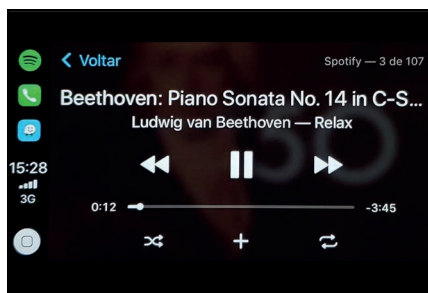 Voltar
Spotify — 3 de 107
Beethoven: Piano Sonata No. 14 in C-S...
Ludwig van Beethoven — Relax
15:28
3G
0:12
-3:45